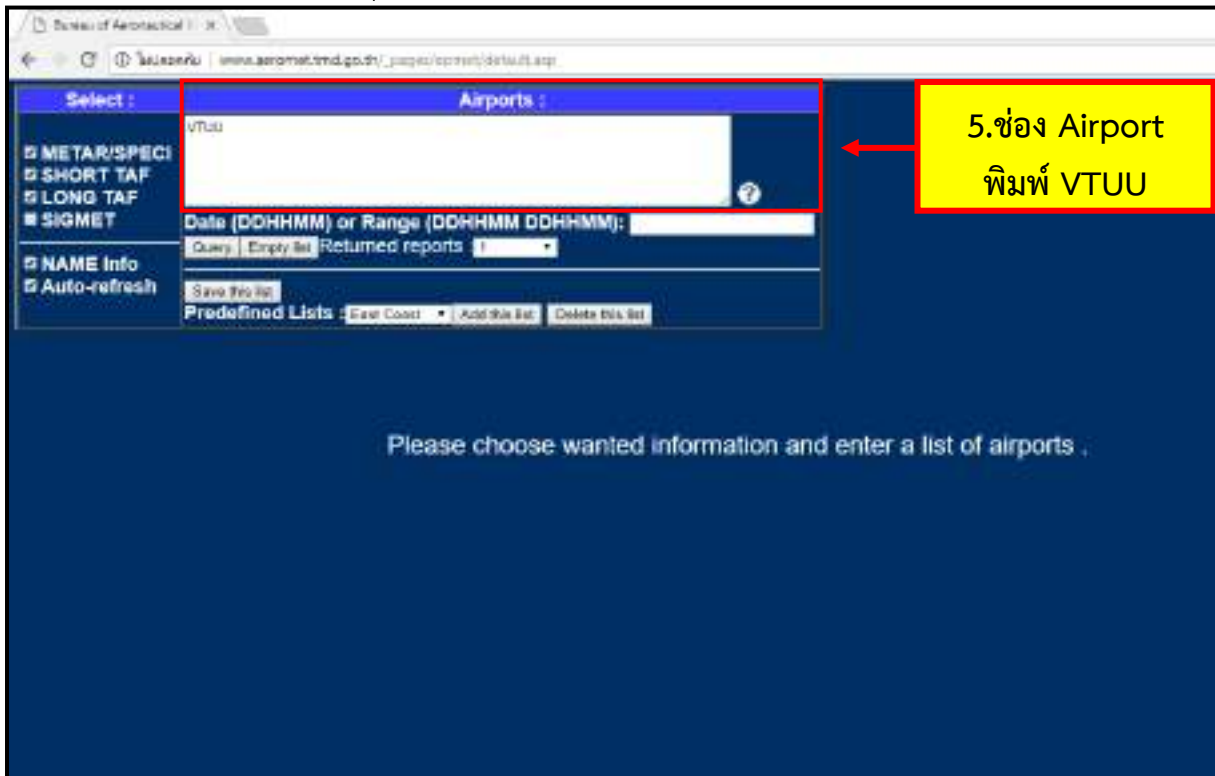 Bureau of Aeronautical
www.aeromet.tmd.go.th/_pages/opmet/default.asp
Select :
Airports :
VTUU
METAR/SPECI
SHORT TAF
LONG TAF
SIGMET
NAME Info
Auto-refresh
Date (DDHHMM) or Range (DDHHMM DDHHMM):
Query Empty list Returned reports : 1
Save this list
Predefined Lists : East Coast Add this list Delete this list
5.ช่อง Airport
พิมพ์ VTUU
Please choose wanted information and enter a list of airports .